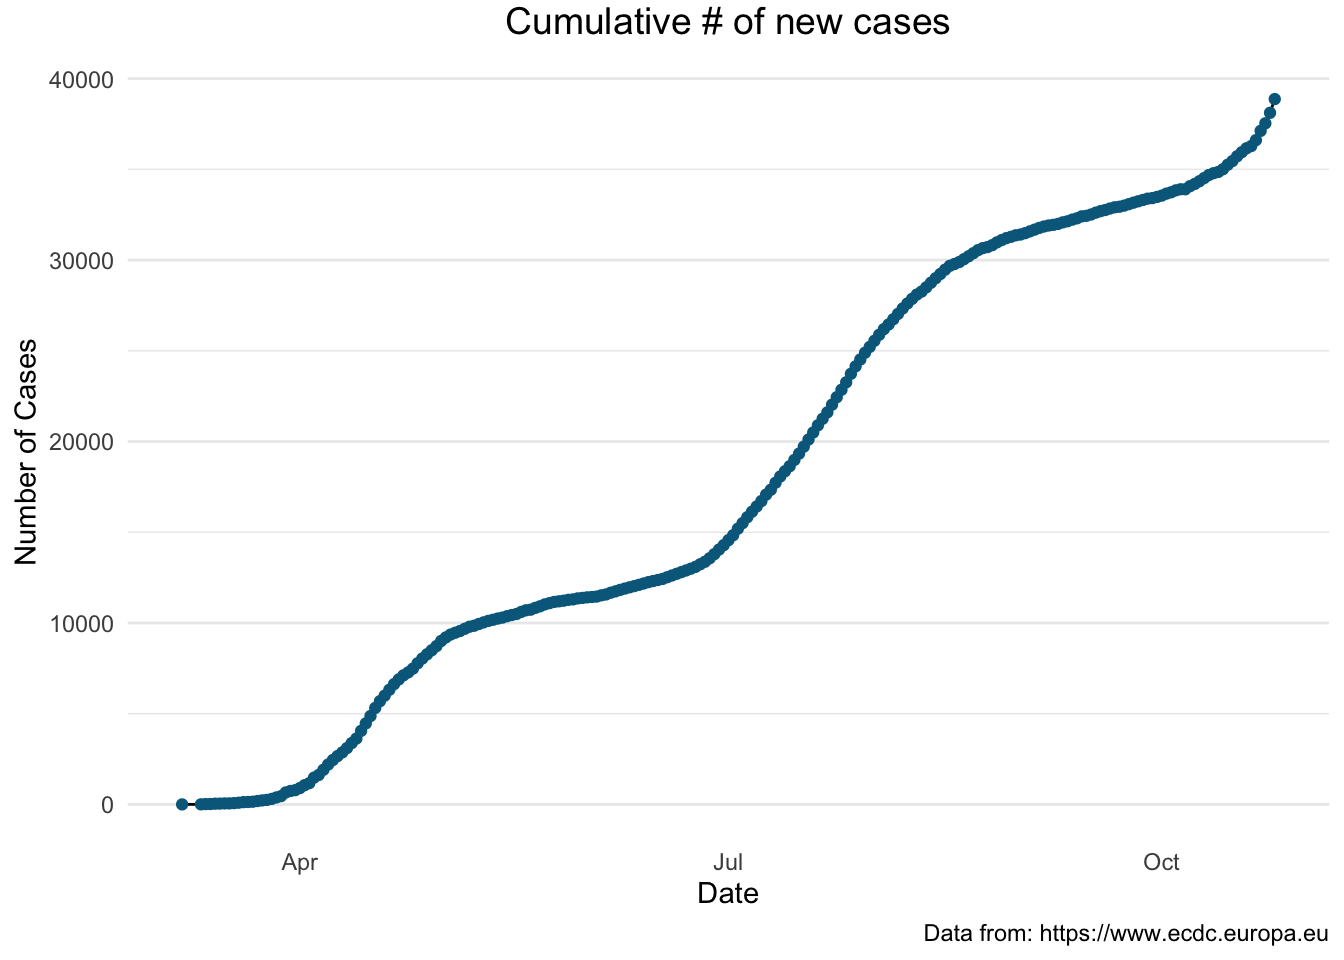 Cumulative # of new cases
40000
30000
20000
10000
0
Number of Cases
Apr Jul Oct
Date
Data from: https://www.ecdc.europa.eu